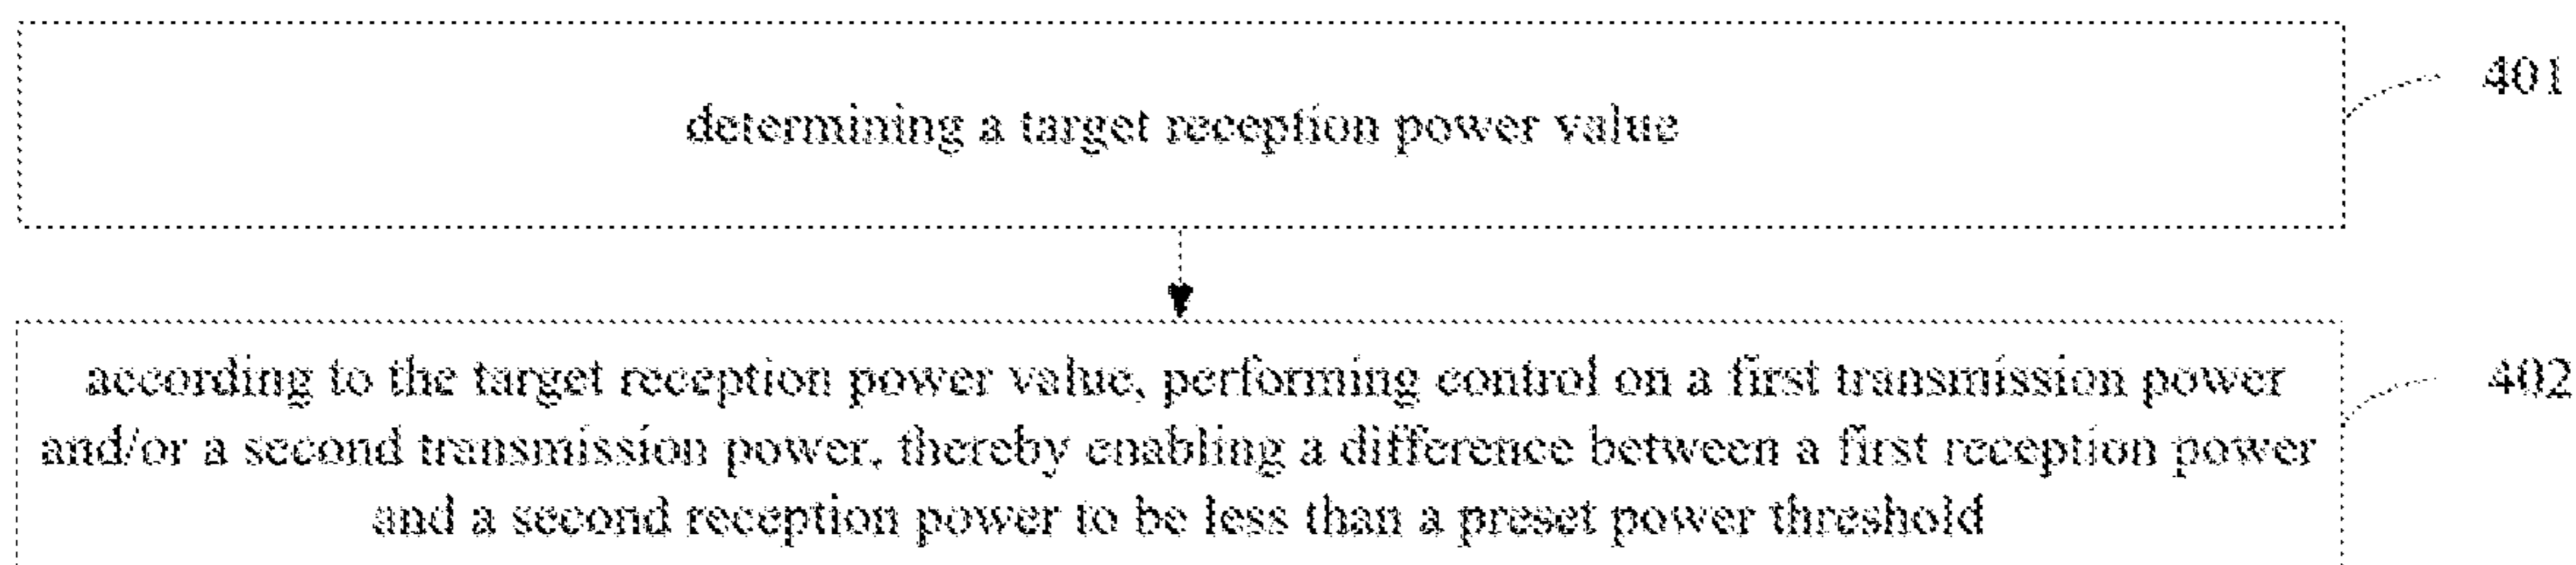 determining a target reception power value
401
according to the target reception power value, performing control on a first transmission power
and/or a second transmission power, thereby enabling a difference between a first reception power
and a second reception power to be less than a preset power threshold
402